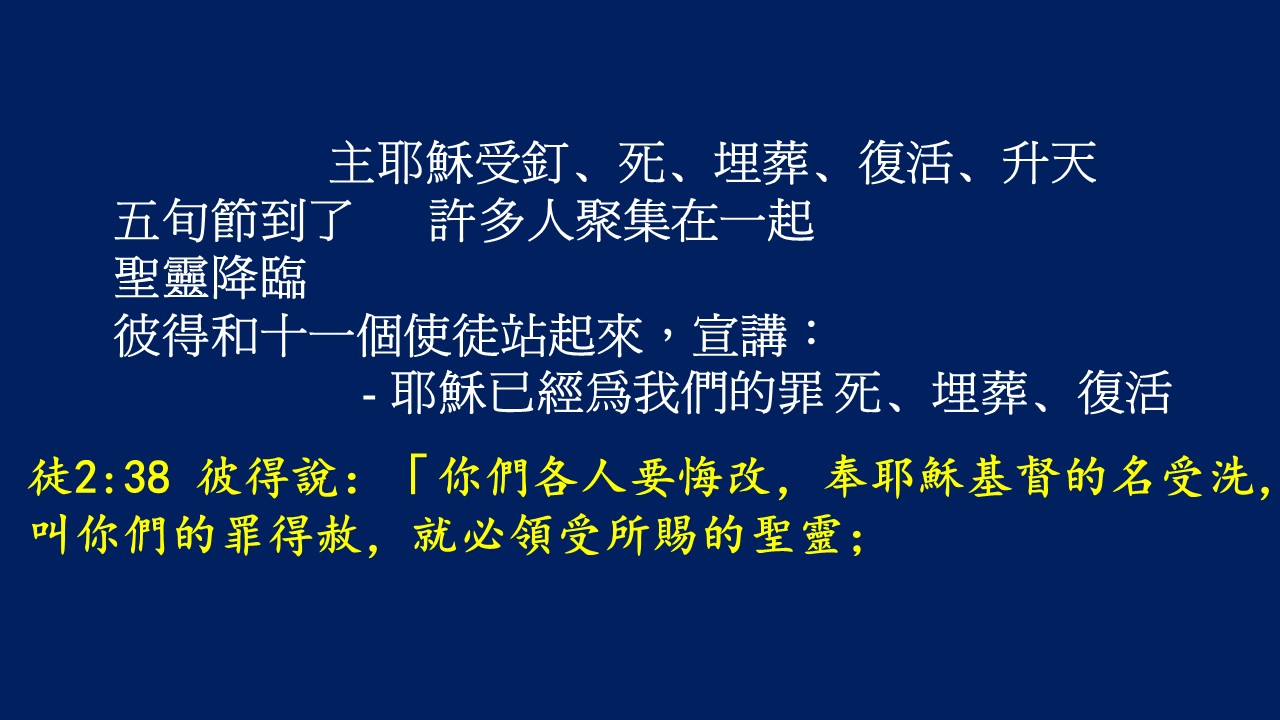 主耶穌受釘、死、埋葬、復活、升天
五旬節到了 許多人聚集在一起
聖靈降臨
彼得和十一個使徒站起來，宣講：
- 耶穌已經爲我們的罪 死、埋葬、復活
徒2:38 彼得說：「你們各人要悔改，奉耶穌基督的名受洗，
叫你們的罪得赦，就必領受所賜的聖靈；